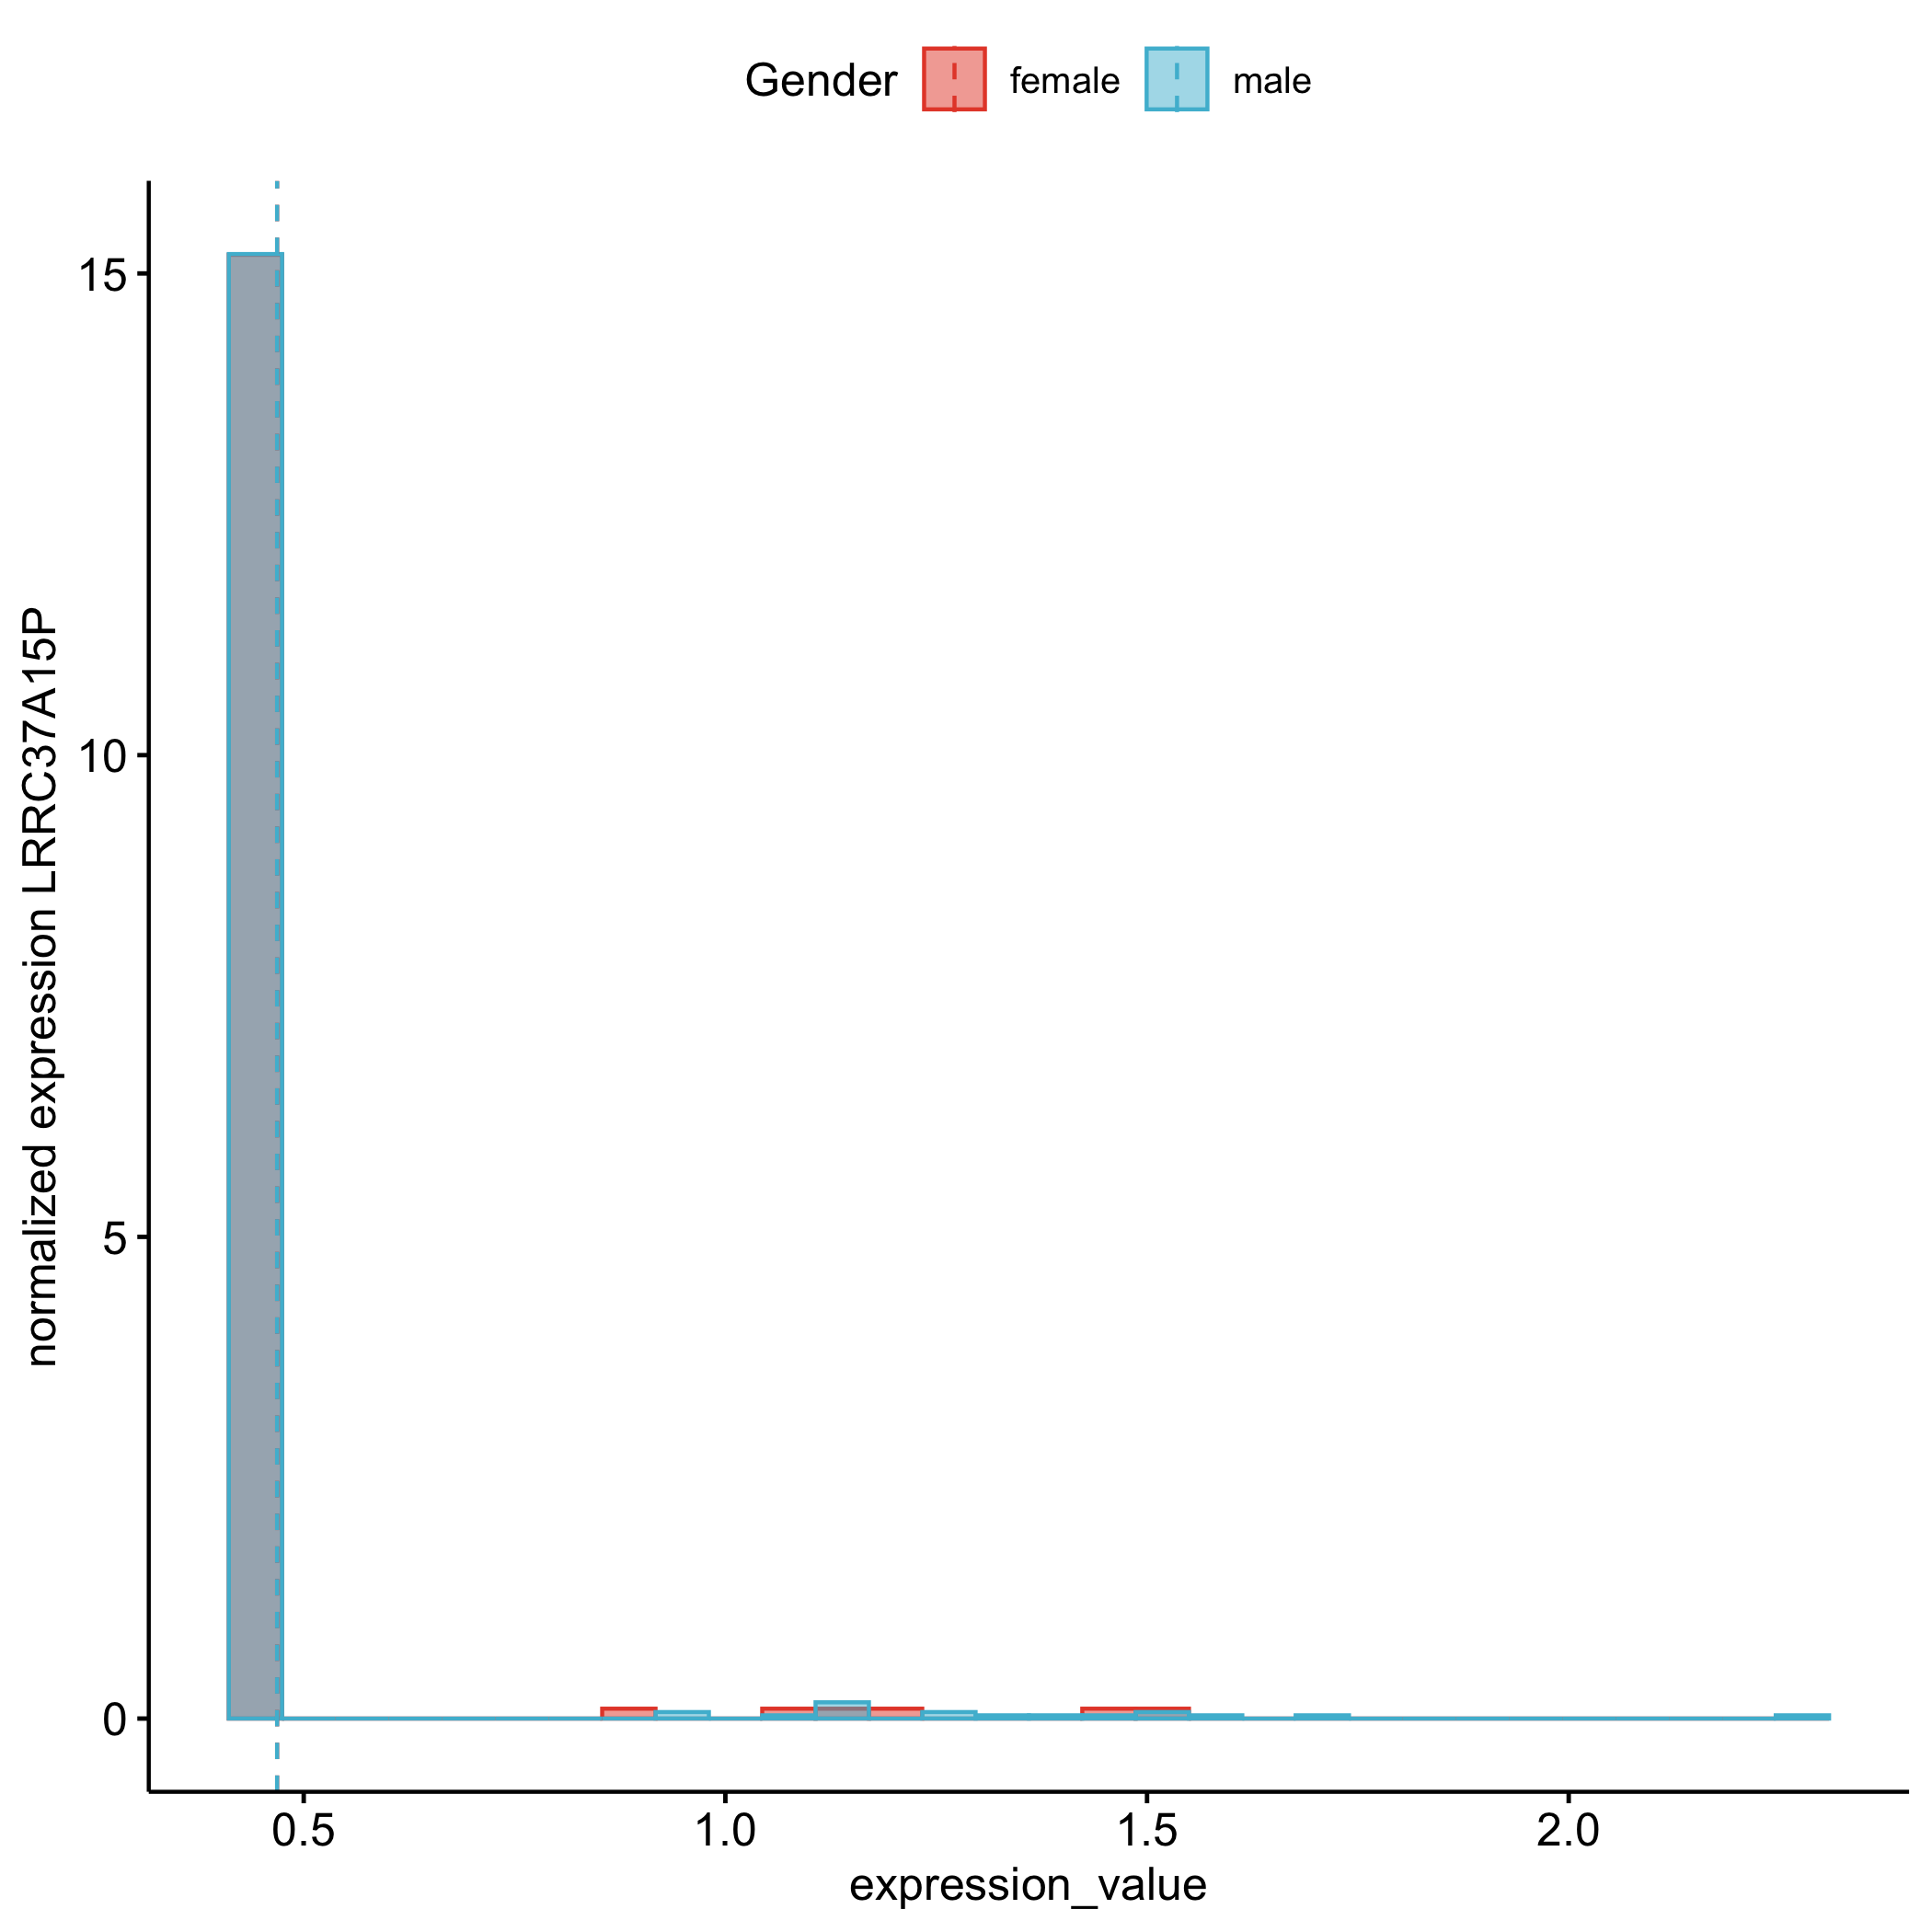 Gender female male
normalized expression LRRC37A15P
15
10
5
0
0.5 1.0 1.5 2.0
expression_value